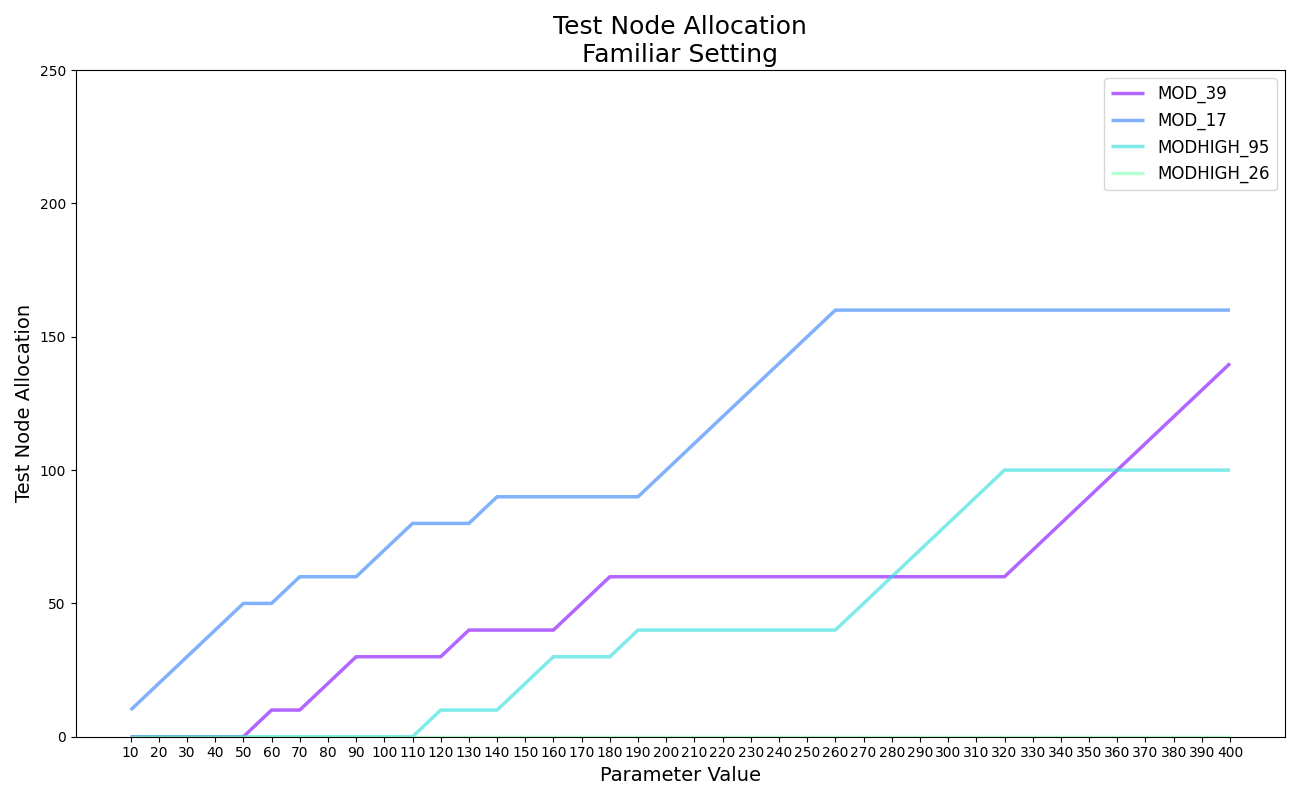 Test Node Allocation
Familiar Setting
250
200
150
100
50
0
Test Node Allocation
MOD_39
MOD_17
MODHIGH_95
MODHIGH_26
10 20 30 40 50 60 70 80 90 100 110 120 130 140 150 160 170 180 190 200 210 220 230 240 250 260 270 280 290 300 310 320 330 340 350 360 370 380 390 400
Parameter Value